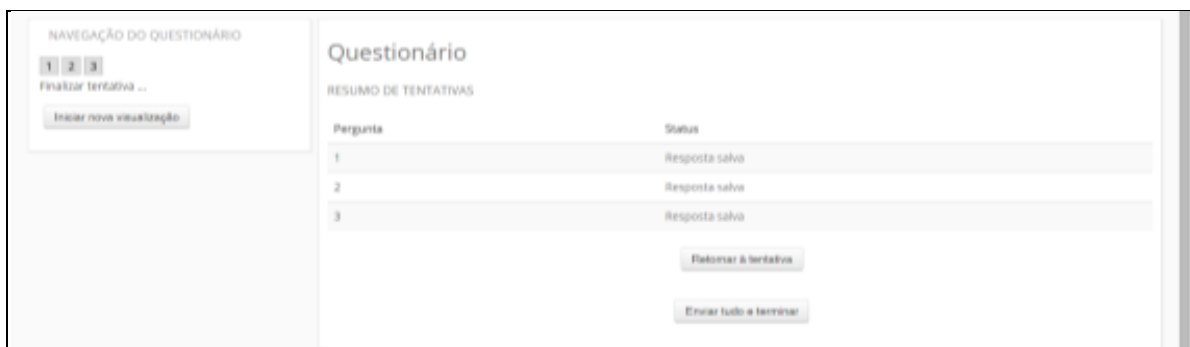 NAVEGAÇÃO DO QUESTIONÁRIO
1 2 3
Finalizar tentativa ...
Iniciar nova visualização
Questionário
RESUMO DE TENTATIVAS
Pergunta Status
1 Resposta salva
2 Resposta salva
3 Resposta salva
Retornar à tentativa
Enviar tudo e terminar